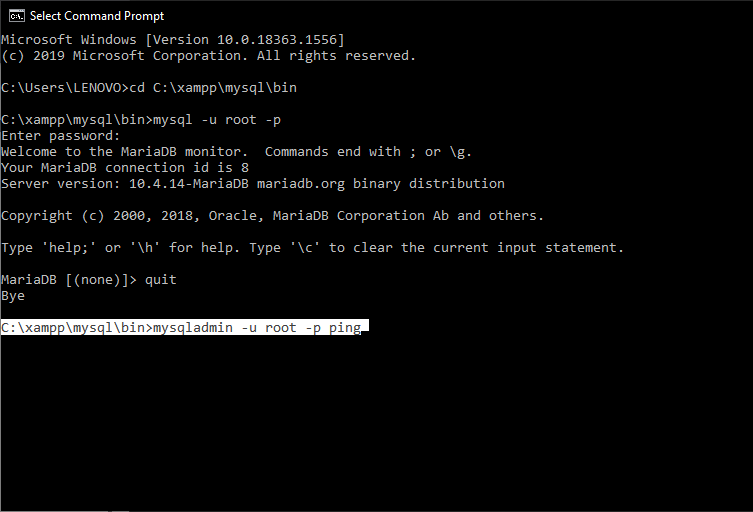 Select Command Prompt
Microsoft Windows [Version 10.0.18363.1556]
(c) 2019 Microsoft Corporation. All rights reserved.
C:\Users\LENOVO>cd C:\xampp\mysql\bin
C:\xampp\mysql\bin>mysql -u root -p
Enter password:
Welcome to the MariaDB monitor.  Commands end with ; or \g.
Your MariaDB connection id is 8
Server version: 10.4.14-MariaDB mariadb.org binary distribution
Copyright (c) 2000, 2018, Oracle, MariaDB Corporation Ab and others.
Type 'help;' or '\h' for help. Type '\c' to clear the current input statement.
MariaDB [(none)]> quit
Bye
C:\xampp\mysql\bin>mysqladmin -u root -p ping